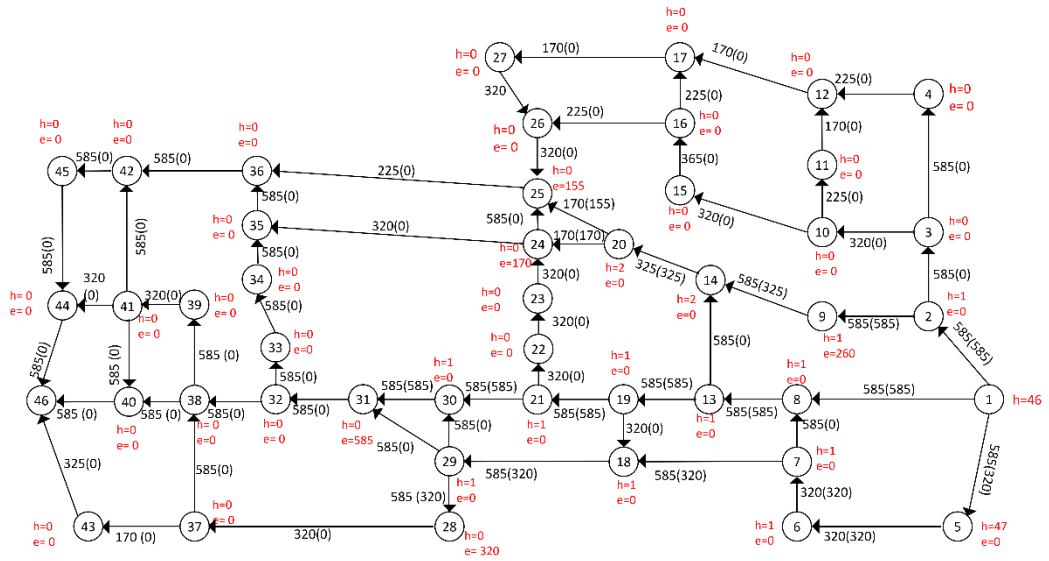 h=0
e= 0
h=0
e= 0
27
170(0)
17
170(0)
h=0
e= 0
12
225(0)
4
h=0
e= 0
320
225(0)
h=0
e= 0
26
225(0)
16
h=0
e= 0
170(0)
585(0)
h=0
e= 0
h=0
e= 0
h=0
e= 0
320(0)
365(0)
11
h=0
e= 0
45
585(0)
42
585(0)
36
225(0)
h=0
e=155
25
15
h=0
e= 0
225(0)
320(0)
585(0)
h=0
e= 0
35
320(0)
585(0)
170(155)
170(170)
24
h=0
e=170
20
h=2
e=0
10
h=0
e= 0
320(0)
3
h=0
e= 0
585(0)
585(0)
585(0)
34
h=0
e= 0
320(0)
325(325)
14
h=2
e=0
585(325)
585(0)
h=0
e= 0
44
320
(0)
41
h=0
e= 0
320(0)
39
h=0
e= 0
585(0)
23
h=0
e= 0
9
h=1
e=260
585(585)
2
h=1
e=0
585(0)
585 (0)
585 (0)
33
h=0
e=0
320(0)
22
h=0
e= 0
585(0)
585(585)
46
585 (0)
40
h=0
e= 0
585 (0)
38
h=0
e= 0
585(0)
32
h=0
e= 0
585(0)
585(0)
31
h=0
e=585
585(585)
30
h=1
e=0
585(585)
21
h=1
e=0
320(0)
585(585)
19
h=1
e=0
585(585)
13
h=1
e=0
585(585)
8
h=1
e=0
585(585)
1
h=46
325(0)
585(0)
585(0)
585(0)
29
h=1
e=0
585(320)
320(0)
18
h=1
e=0
585(320)
7
h=1
e=0
585(0)
585(320)
h=0
e= 0
43
170 (0)
37
h=0
e= 0
320(0)
585 (320)
28
h=0
e= 320
320(320)
h=1
e=0
6
320(320)
5
h=47
e=0